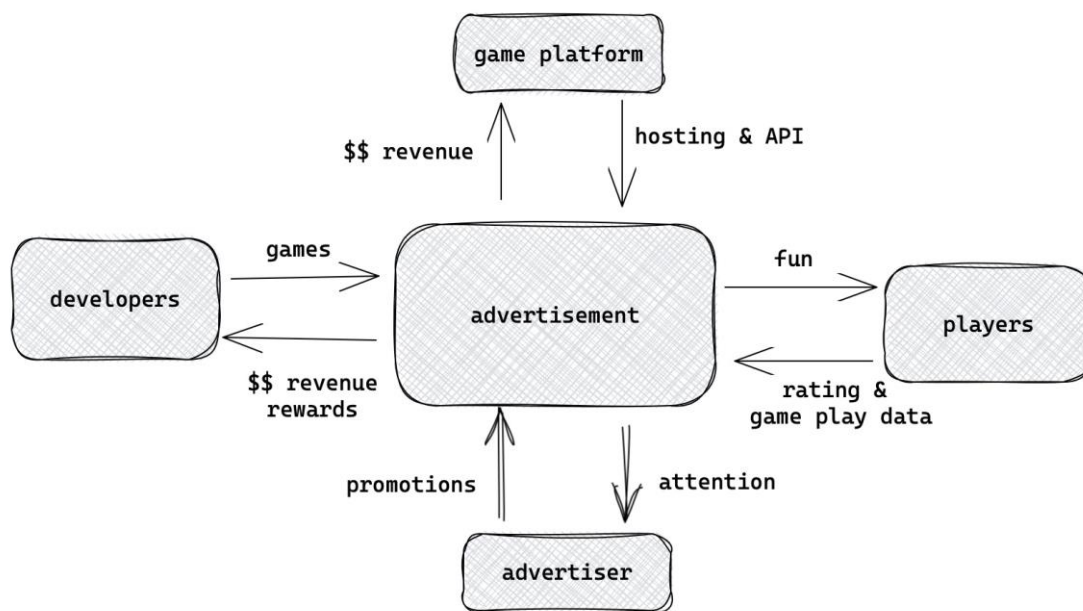 game platform
$$ revenue
hosting & API
games
fun
developers
advertisement
players
$$ revenue
rewards
rating &
game play data
promotions
attention
advertiser